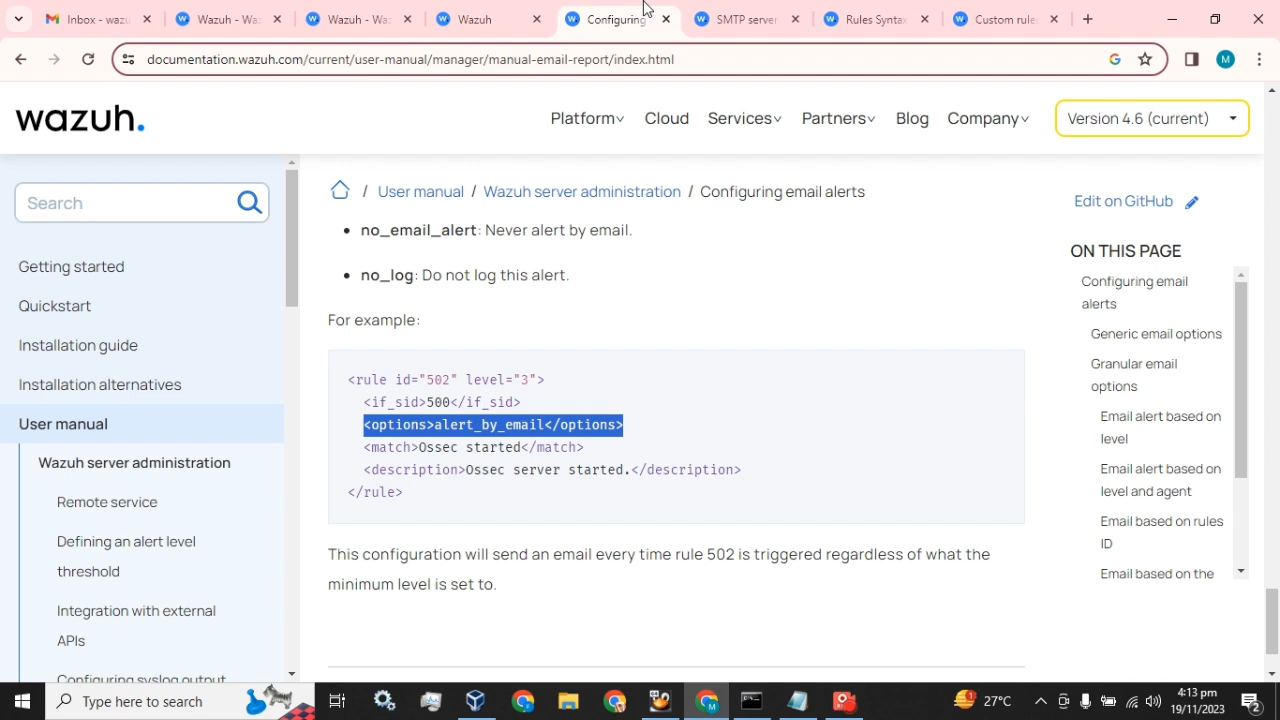 Inbox - wazu
Wazuh - Waz
Wazuh - Waz
Wazuh
Configuring
SMTP server
Rules Syntax
Custom rules
documentation.wazuh.com/current/user-manual/manager/manual-email-report/index.html
G
M
wazuh.
Platform
Cloud
Services
Partners
Blog
Company
Version 4.6 (current)
Search
Getting started
Quickstart
Installation guide
Installation alternatives
User manual
Wazuh server administration
Remote service
Defining an alert level
threshold
Integration with external
APIs
Configuring syslog output
/ User manual / Wazuh server administration / Configuring email alerts
• no_email_alert: Never alert by email.
• no_log: Do not log this alert.
For example:
<rule id="502" level="3">
<if_sid>500</if_sid>
<options>alert_by_email</options>
<match>Ossec started</match>
<description>Ossec server started.</description>
</rule>
This configuration will send an email every time rule 502 is triggered regardless of what the
minimum level is set to.
Edit on GitHub
ON THIS PAGE
Configuring email
alerts
Generic email options
Granular email
options
Email alert based on
level
Email alert based on
level and agent
Email based on rules
ID
Email based on the
Type here to search
27°C
4:13 pm
19/11/2023
2